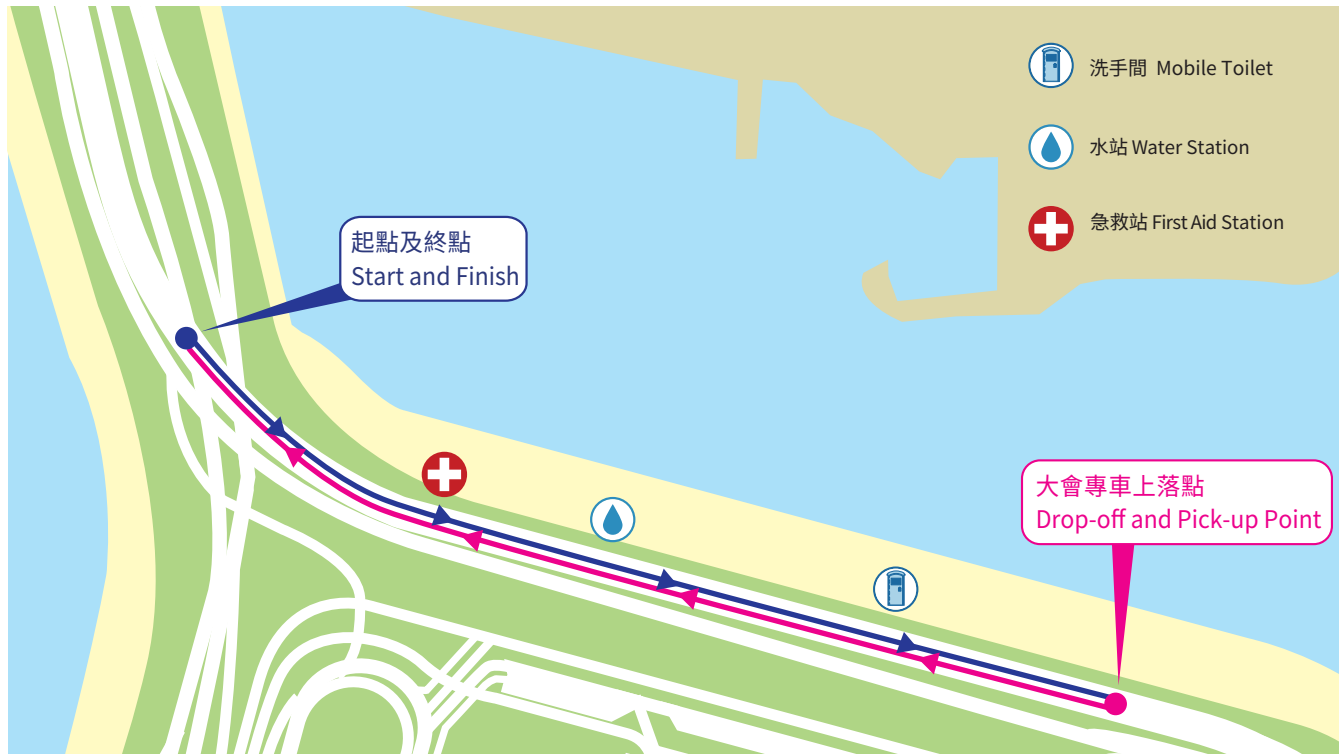 洗手間 Mobile Toilet
水站 Water Station
急救站 First Aid Station
起點及終點
Start and Finish
大會專車上落點
Drop-off and Pick-up Point